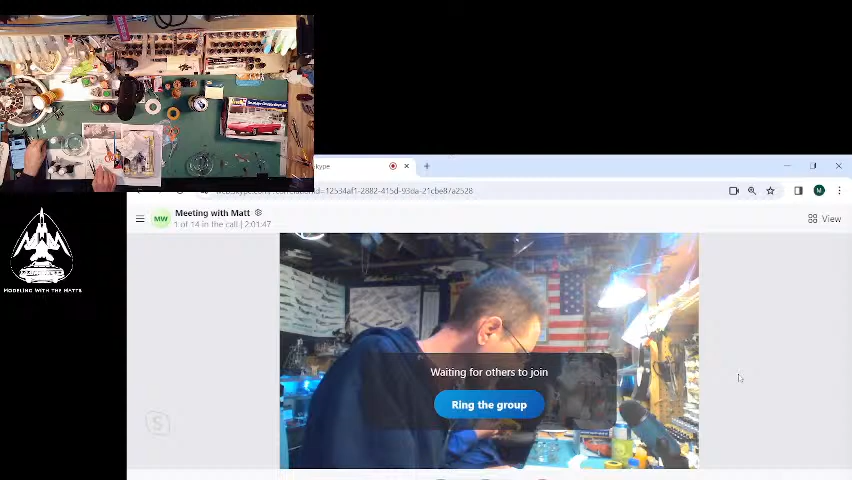 Meeting with Matt
1 of 14 in the call | 2:01:47
View
MW
MODELING WITH THE MATTS
Waiting for others to join
Ring the group